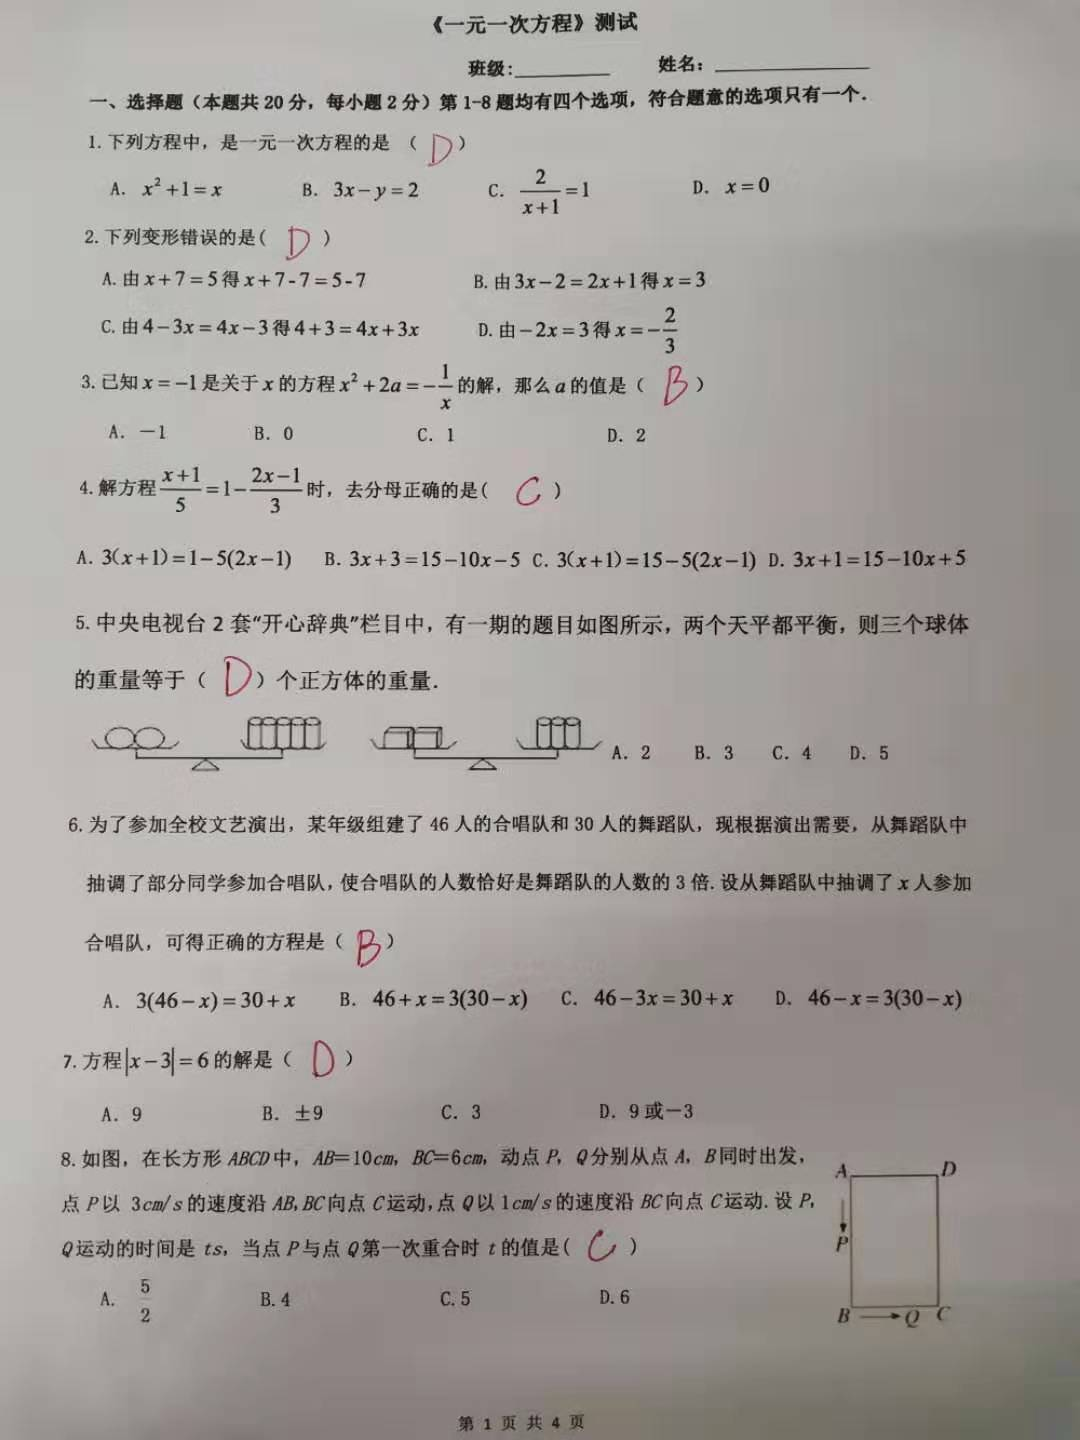 《一元一次方程》测试
班级:________ 姓名：____________
一、选择题（本题共20分，每小题2分）第1-8题均有四个选项，符合题意的选项只有一个.
1.下列方程中，是一元一次方程的是 （ D ）
A. x²+1=x B. 3x-y=2 C. 2/(x+1)=1 D. x=0
2.下列变形错误的是( D )
A.由x+7=5得x+7-7=5-7 B.由3x-2=2x+1得x=3
C.由4-3x=4x-3得4+3=4x+3x D.由-2x=3得x=-2/3
3.已知x=-1是关于x的方程x²+2a=-1/x的解，那么a的值是（ B ）
A. －1 B. 0 C. 1 D. 2
4.解方程(x+1)/5=1-(2x-1)/3时，去分母正确的是( C )
A. 3(x+1)=1-5(2x-1) B. 3x+3=15-10x-5 C. 3(x+1)=15-5(2x-1) D. 3x+1=15-10x+5
5.中央电视台2套“开心辞典”栏目中，有一期的题目如图所示，两个天平都平衡，则三个球体
的重量等于（ D ）个正方体的重量.
A. 2 B. 3 C. 4 D. 5
6.为了参加全校文艺演出，某年级组建了46人的合唱队和30人的舞蹈队，现根据演出需要，从舞蹈队中
抽调了部分同学参加合唱队，使合唱队的人数恰好是舞蹈队的人数的3倍.设从舞蹈队中抽调了x人参加
合唱队，可得正确的方程是（ B ）
A. 3(46-x)=30+x B. 46+x=3(30-x) C. 46-3x=30+x D. 46-x=3(30-x)
7.方程|x-3|=6的解是（ D ）
A. 9 B. ±9 C. 3 D. 9或－3
8.如图，在长方形ABCD中，AB＝10cm，BC＝6cm，动点P，Q分别从点A，B同时出发，
点P以 3cm/s的速度沿AB,BC向点C运动,点Q以1cm/s的速度沿BC向点C运动.设P，
Q运动的时间是ts，当点P与点Q第一次重合时t的值是( C )
A. 5/2 B.4 C.5 D.6
A D
P
B Q C
第 1 页 共 4 页